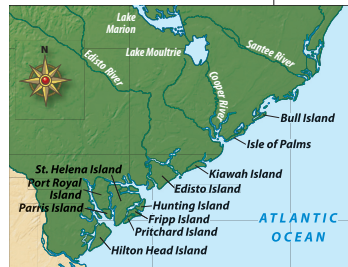 Lake
Marion
N
Lake Moultrie
Santee River
Edisto River
Cooper River
Bull Island
Isle of Palms
Kiawah Island
St. Helena Island
Port Royal
Island
Edisto Island
Parris Island
Hunting Island
Fripp Island
Pritchard Island
Hilton Head Island
ATLANTIC
OCEAN